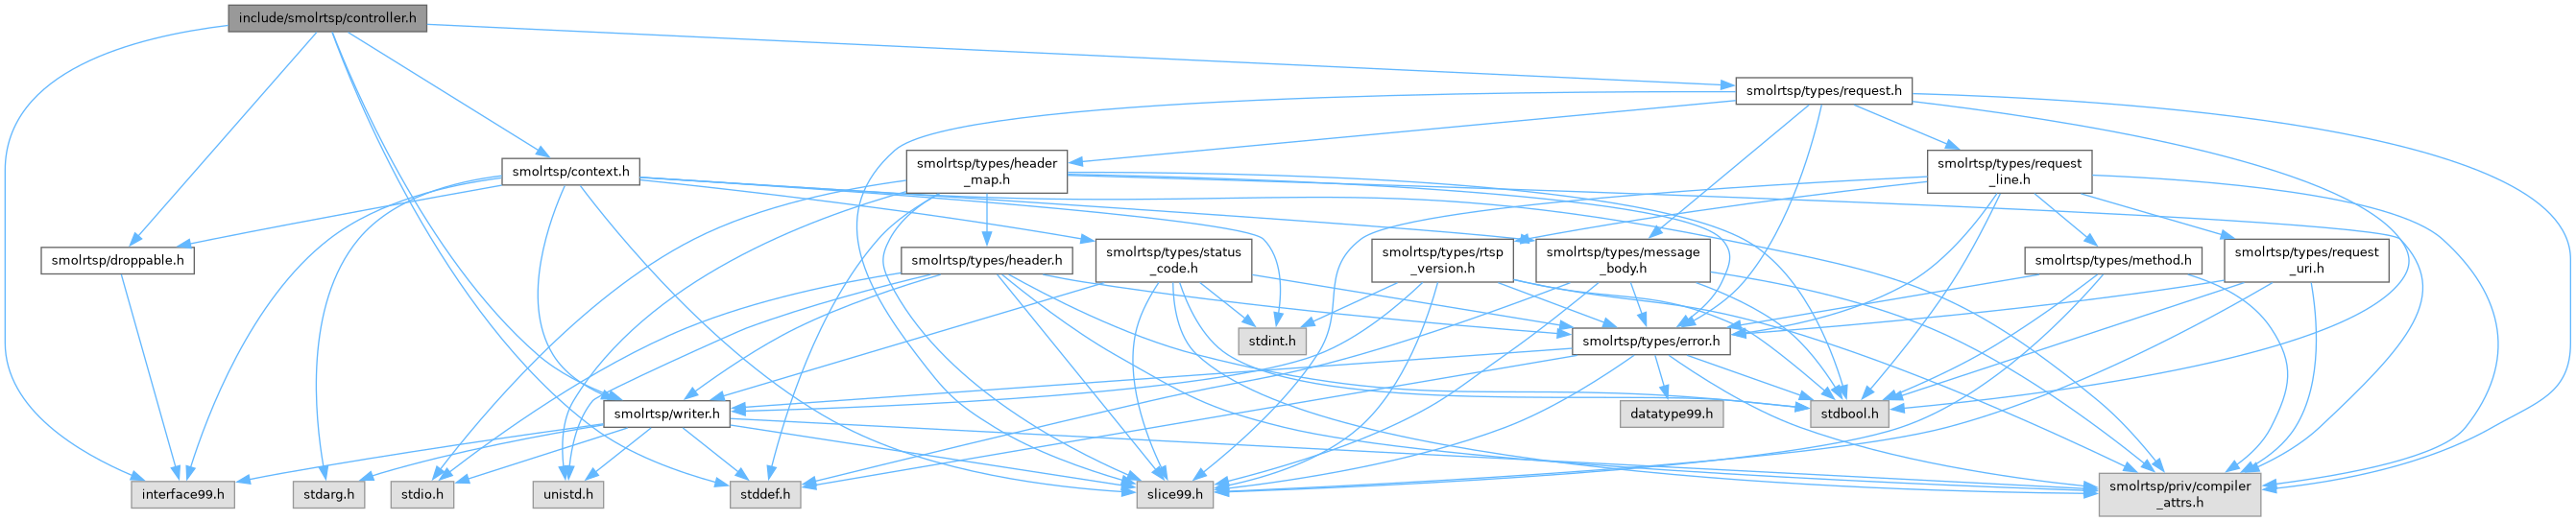 include/smolrtsp/controller.h
smolrtsp/types/request.h
smolrtsp/context.h
smolrtsp/types/header
_map.h
smolrtsp/types/request
_line.h
smolrtsp/droppable.h
smolrtsp/types/header.h
smolrtsp/types/status
_code.h
smolrtsp/types/rtsp
_version.h
smolrtsp/types/message
_body.h
smolrtsp/types/method.h
smolrtsp/types/request
_uri.h
stdint.h
smolrtsp/types/error.h
smolrtsp/writer.h
datatype99.h
stdbool.h
interface99.h
stdarg.h
stdio.h
unistd.h
stddef.h
slice99.h
smolrtsp/priv/compiler
_attrs.h